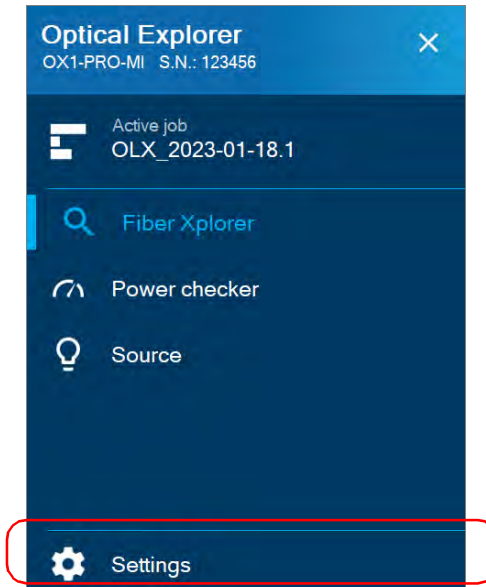 Optical Explorer
OX1-PRO-MI S.N.: 123456
Active job
OLX_2023-01-18.1
Fiber Xplorer
Power checker
Source
Settings